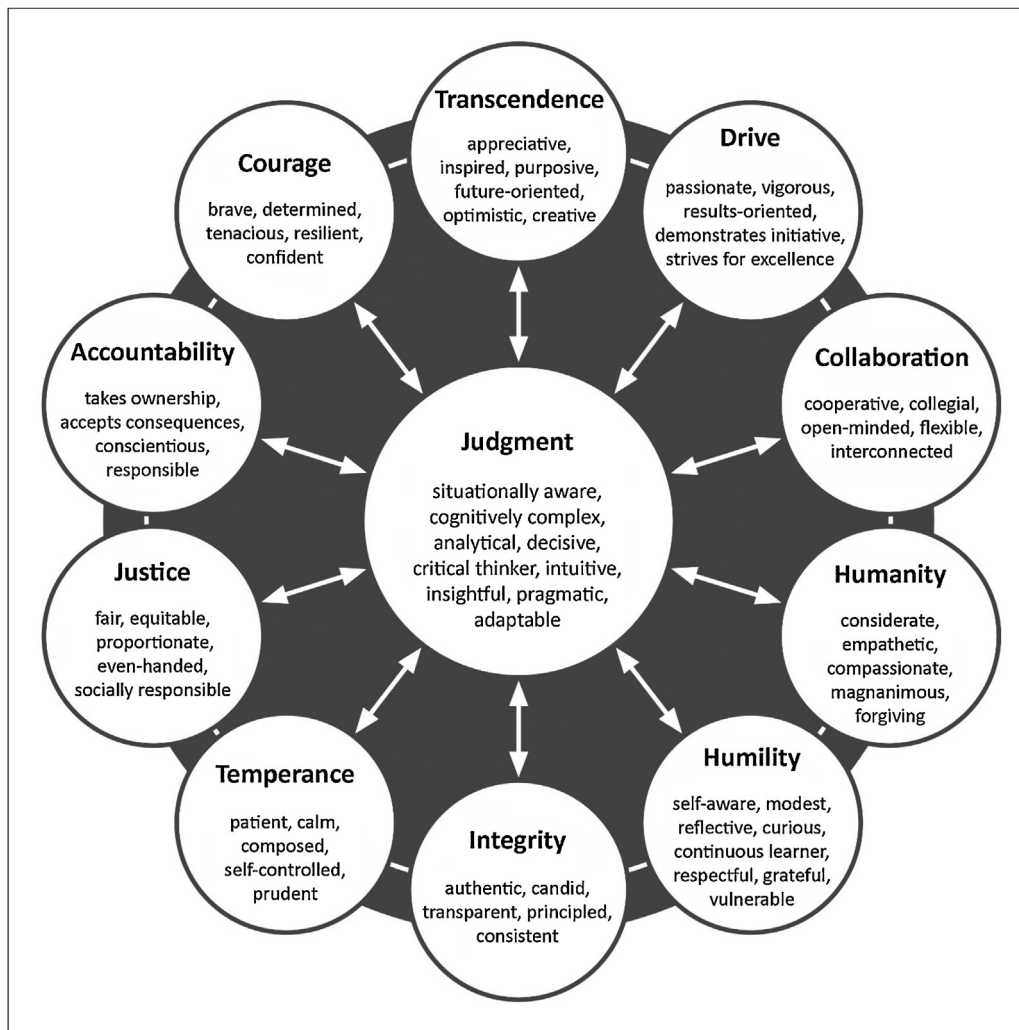 Transcendence
appreciative,
inspired, purposive,
future-oriented,
optimistic, creative
Drive
passionate, vigorous,
results-oriented,
demonstrates initiative,
strives for excellence
Collaboration
cooperative, collegial,
open-minded, flexible,
interconnected
Humanity
considerate,
empathetic,
compassionate,
magnanimous,
forgiving
Humility
self-aware, modest,
reflective, curious,
continuous learner,
respectful, grateful,
vulnerable
Integrity
authentic, candid,
transparent, principled,
consistent
Temperance
patient, calm,
composed,
self-controlled,
prudent
Justice
fair, equitable,
proportionate,
even-handed,
socially responsible
Accountability
takes ownership,
accepts consequences,
conscientious,
responsible
Courage
brave, determined,
tenacious, resilient,
confident
Judgment
situationally aware,
cognitively complex,
analytical, decisive,
critical thinker, intuitive,
insightful, pragmatic,
adaptable